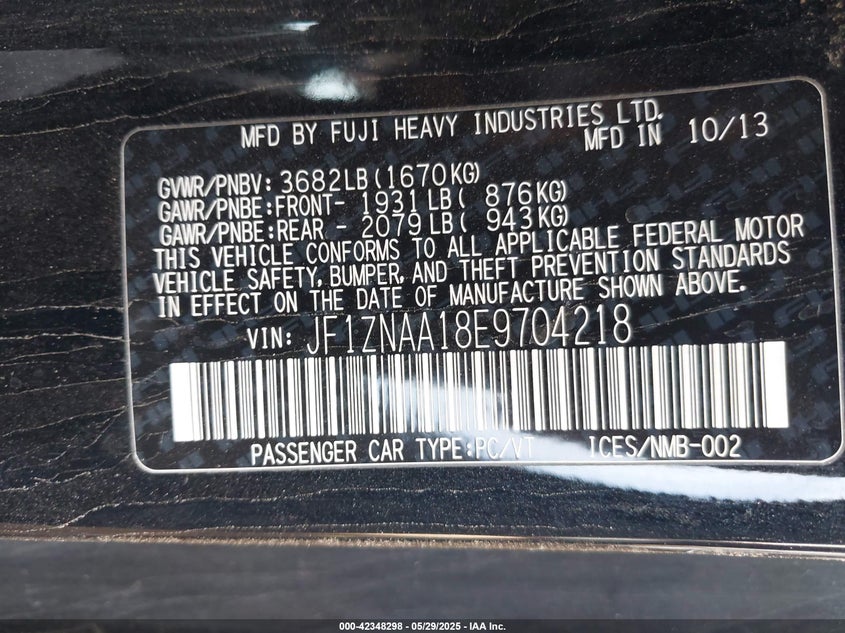 MFD BY FUJI HEAVY INDUSTRIES LTD.
MFD IN 10/13
GVWR/PNBV: 3682LB(1670KG)
GAWR/PNBE:FRONT- 1931LB( 876KG)
GAWR/PNBE:REAR - 2079LB( 943KG)
THIS VEHICLE CONFORMS TO ALL APPLICABLE FEDERAL MOTOR
VEHICLE SAFETY, BUMPER, AND THEFT PREVENTION STANDARDS
IN EFFECT ON THE DATE OF MANUFACTURE SHOWN ABOVE.
VIN: JF1ZNAA18E9704218
PASSENGER CAR TYPE:PC/VT ICES/NMB-002
000-42348298 - 05/29/2025 - IAA Inc.